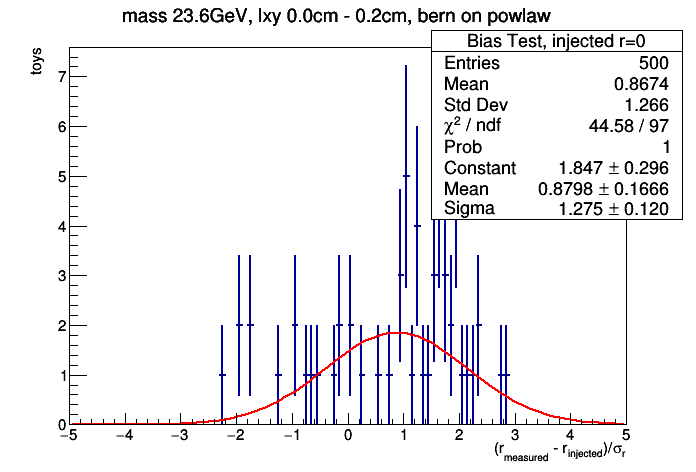 mass 23.6GeV, lxy 0.0cm - 0.2cm, bern on powlaw
Bias Test, injected r=0
Entries 500
Mean 0.8674
Std Dev 1.266
χ² / ndf 44.58 / 97
Prob 1
Constant 1.847 ± 0.296
Mean 0.8798 ± 0.1666
Sigma 1.275 ± 0.120
toys
7
6
5
4
3
2
1
0
−5 −4 −3 −2 −1 0 1 2 3 4 5
(r_measured - r_injected)/σ_r